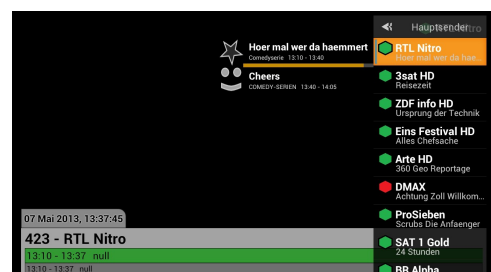 Hauptsender
Hoer mal wer da haemmert
Comedyserie 13:10 - 13:40
Cheers
COMEDY-SERIEN 13:40 - 14:05
RTL Nitro
Hoer mal wer da hae...
3sat HD
Reisezeit
ZDF info HD
Ursprung der Technik
Eins Festival HD
Alles Chefsache
Arte HD
360 Geo Reportage
DMAX
Achtung Zoll Willkom...
ProSieben
Scrubs Die Anfaenger
SAT 1 Gold
24 Stunden
BR Alpha
07 Mai 2013, 13:37:45
423 - RTL Nitro
13:10 - 13:37 null
13:10 - 13:37 null